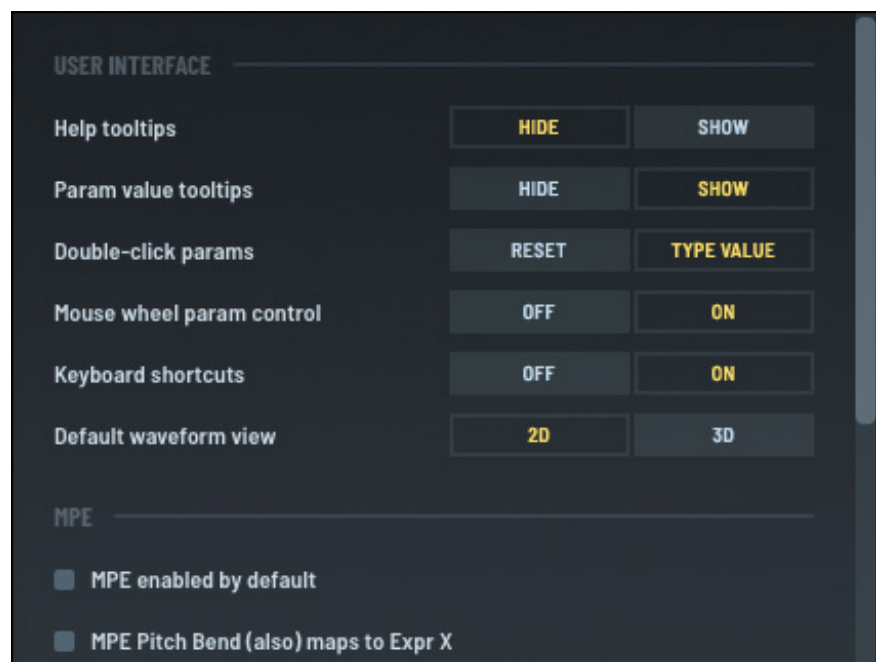 USER INTERFACE
Help tooltips HIDE SHOW
Param value tooltips HIDE SHOW
Double-click params RESET TYPE VALUE
Mouse wheel param control OFF ON
Keyboard shortcuts OFF ON
Default waveform view 2D 3D
MPE
MPE enabled by default
MPE Pitch Bend (also) maps to Expr X